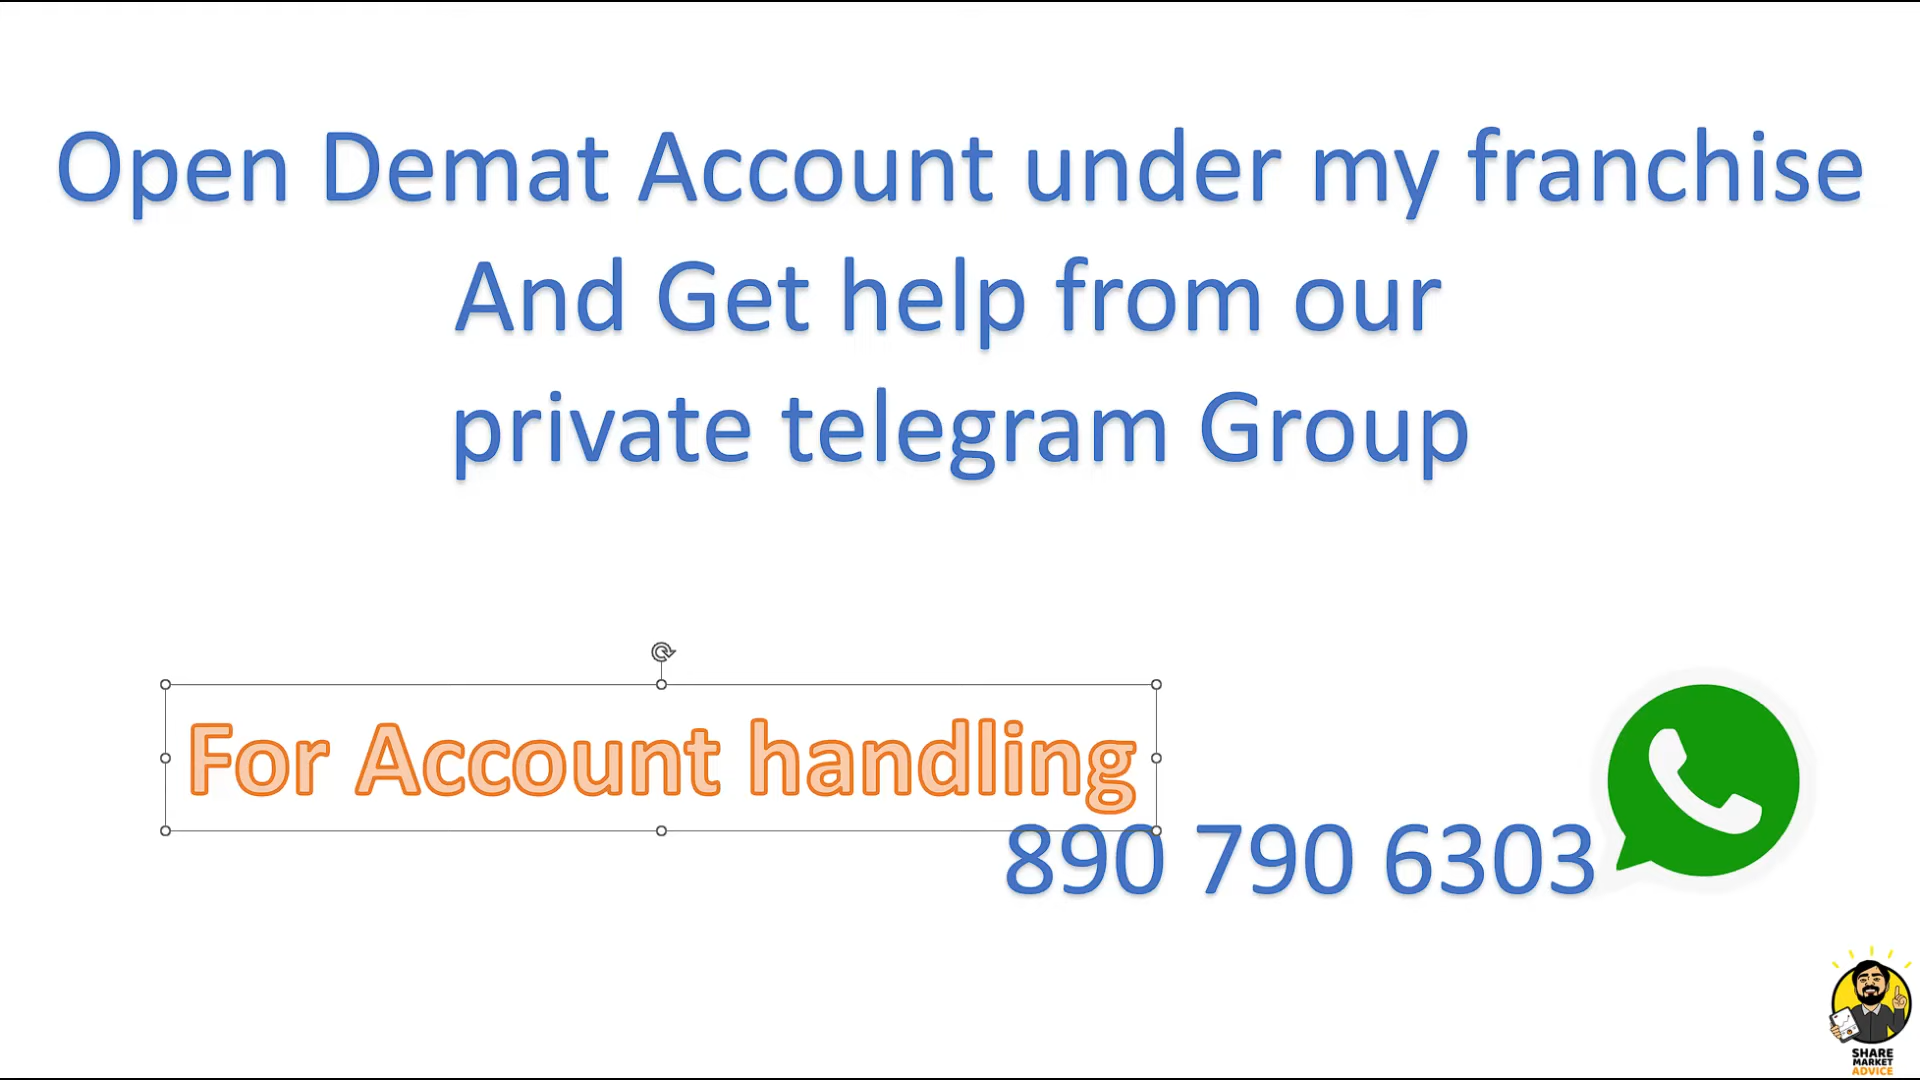 Open Demat Account under my franchise
And Get help from our
private telegram Group
For Account handling
890 790 6303
SHARE
MARKET
ADVICE